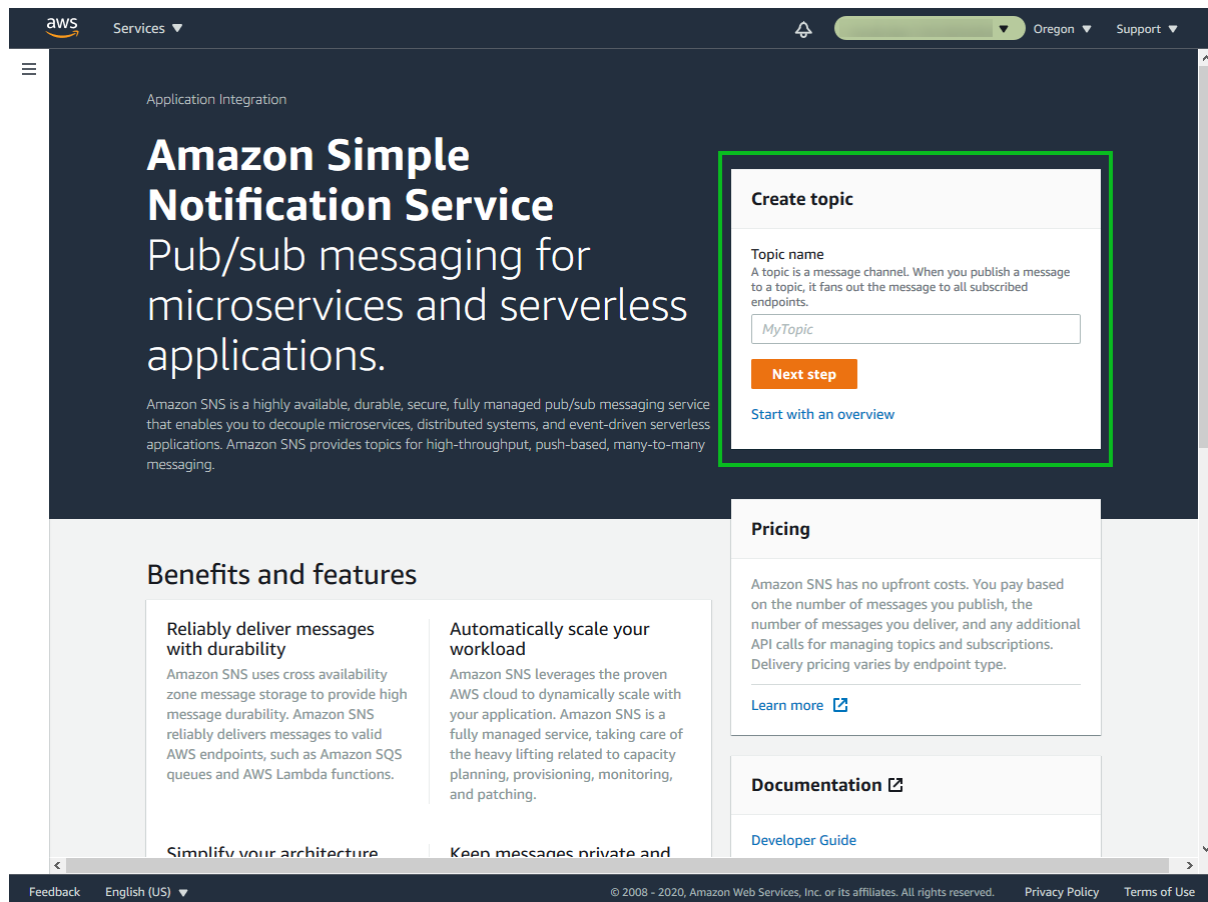 aws
Services
Oregon
Support
Application Integration
Amazon Simple
Notification Service
Pub/sub messaging for
microservices and serverless
applications.
Amazon SNS is a highly available, durable, secure, fully managed pub/sub messaging service
that enables you to decouple microservices, distributed systems, and event-driven serverless
applications. Amazon SNS provides topics for high-throughput, push-based, many-to-many
messaging.
Create topic
Topic name
A topic is a message channel. When you publish a message
to a topic, it fans out the message to all subscribed
endpoints.
MyTopic
Next step
Start with an overview
Pricing
Amazon SNS has no upfront costs. You pay based
on the number of messages you publish, the
number of messages you deliver, and any additional
API calls for managing topics and subscriptions.
Delivery pricing varies by endpoint type.
Learn more
Documentation
Developer Guide
Benefits and features
Reliably deliver messages
with durability
Amazon SNS uses cross availability
zone message storage to provide high
message durability. Amazon SNS
reliably delivers messages to valid
AWS endpoints, such as Amazon SQS
queues and AWS Lambda functions.
Automatically scale your
workload
Amazon SNS leverages the proven
AWS cloud to dynamically scale with
your application. Amazon SNS is a
fully managed service, taking care of
the heavy lifting related to capacity
planning, provisioning, monitoring,
and patching.
Simplify your architecture
Keep messages private and
Feedback
English (US)
© 2008 - 2020, Amazon Web Services, Inc. or its affiliates. All rights reserved.
Privacy Policy
Terms of Use